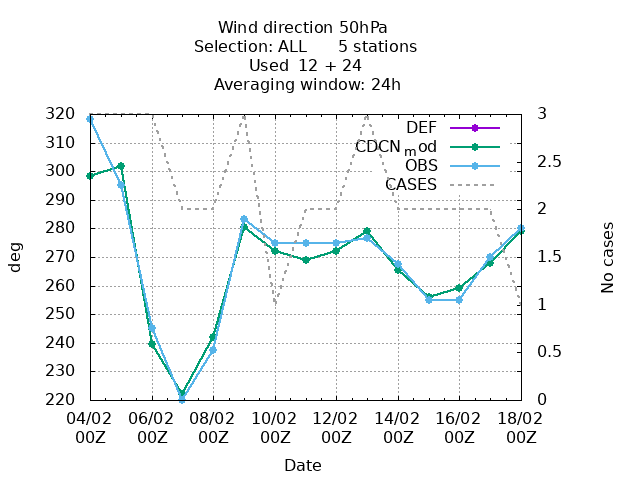 Wind direction 50hPa
Selection: ALL 5 stations
Used 12 + 24
Averaging window: 24h
320
310
300
290
280
270
260
250
240
230
220
deg
3
2.5
2
1.5
1
0.5
0
No cases
DEF
CDCN_mod
OBS
CASES
04/02 06/02 08/02 10/02 12/02 14/02 16/02 18/02
00Z 00Z 00Z 00Z 00Z 00Z 00Z 00Z
Date